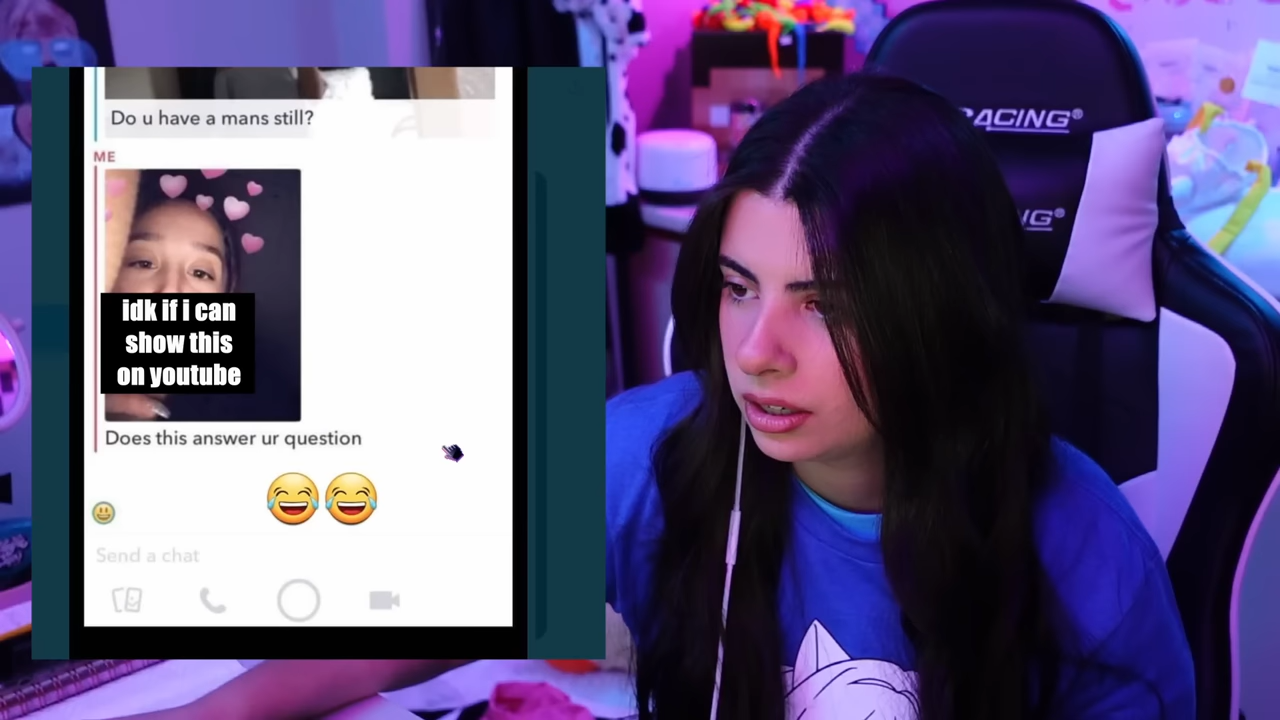 Do u have a mans still?
ME
idk if i can
show this
on youtube
Does this answer ur question
Send a chat
RACING®
NG®